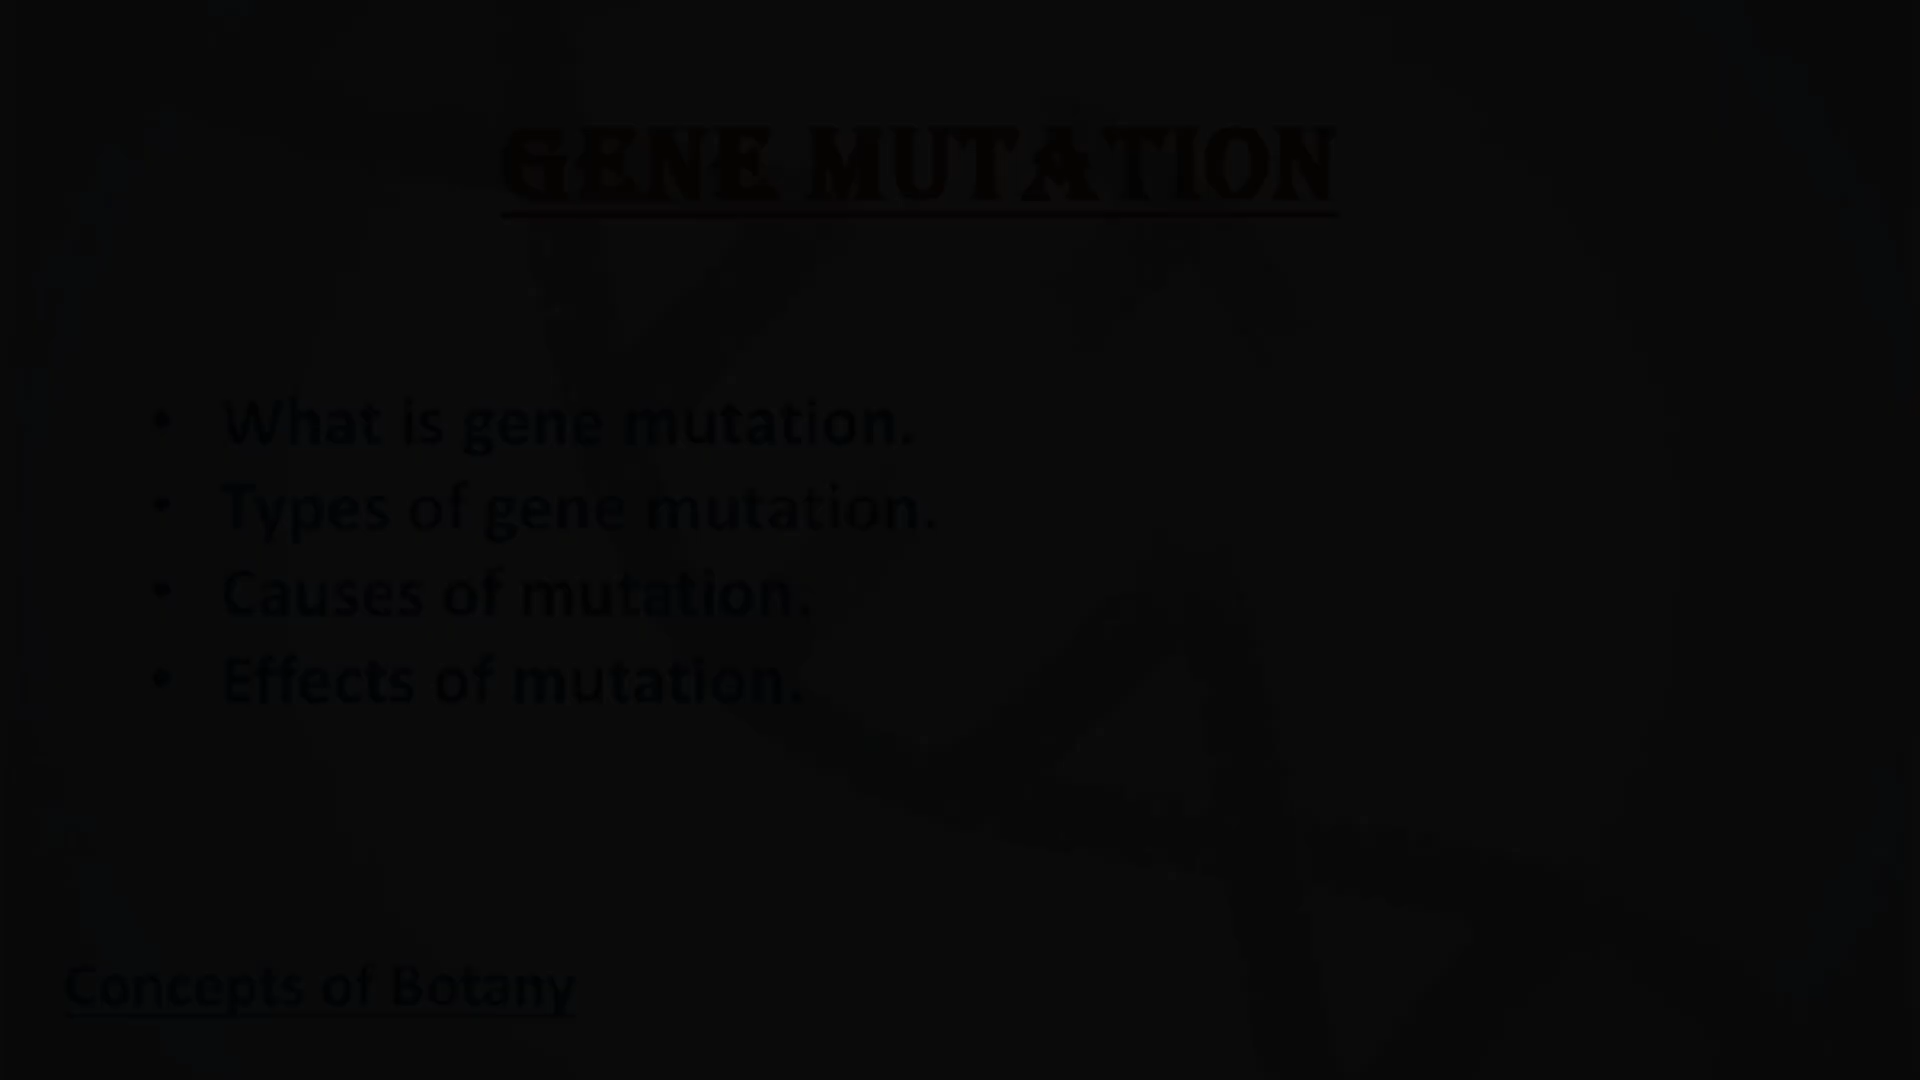 GENE MUTATION
• What is gene mutation.
• Types of gene mutation.
• Causes of mutation.
• Effects of mutation.
Concepts of Botany